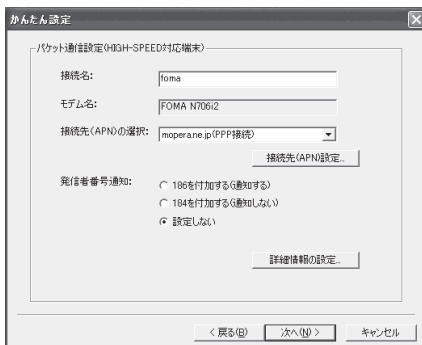 かんたん設定
パケット通信設定(HIGH-SPEED対応端末)
接続名: foma
モデム名: FOMA N706i2
接続先(APN)の選択: mopera.ne.jp(PPP接続)
接続先(APN)設定...
発信者番号通知: 186を付加する(通知する)
184を付加する(通知しない)
設定しない
詳細情報の設定...
< 戻る(B) 次へ(N) > キャンセル